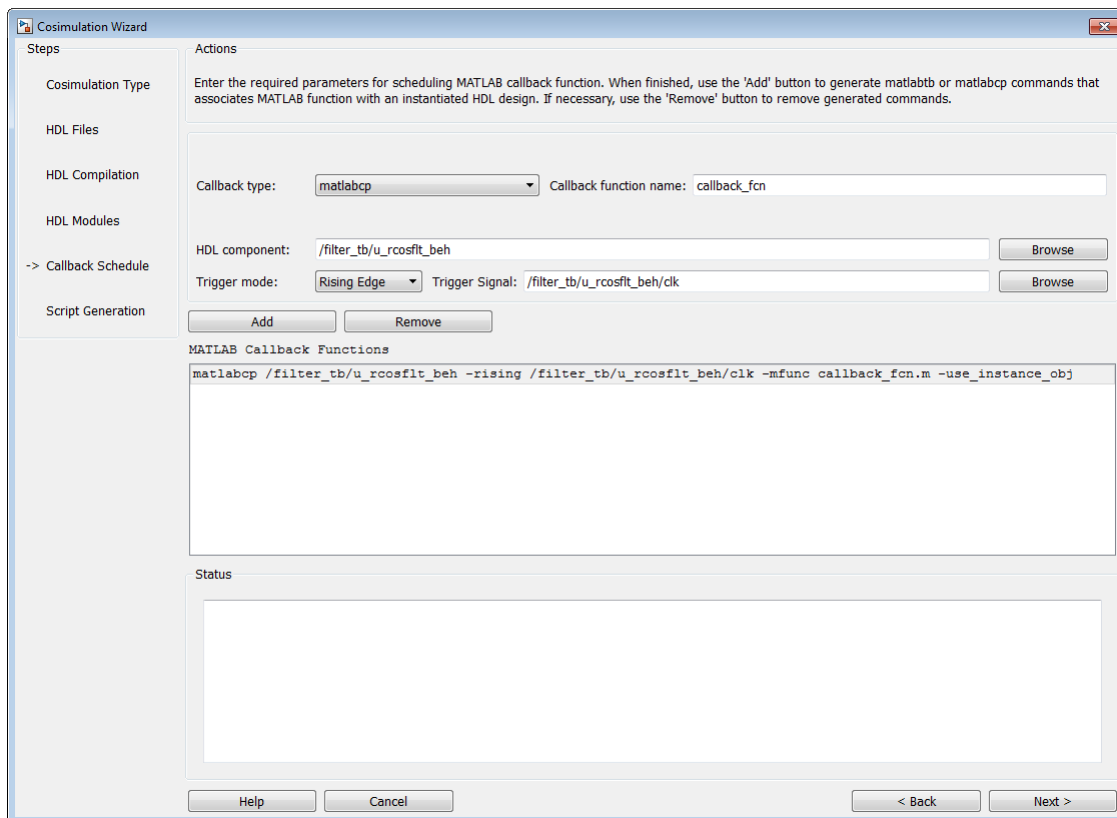 Cosimulation Wizard
Steps
Cosimulation Type
HDL Files
HDL Compilation
HDL Modules
-> Callback Schedule
Script Generation
Actions
Enter the required parameters for scheduling MATLAB callback function. When finished, use the 'Add' button to generate matlabtb or matlabcp commands that
associates MATLAB function with an instantiated HDL design. If necessary, use the 'Remove' button to remove generated commands.
Callback type: matlabcp Callback function name: callback_fcn
HDL component: /filter_tb/u_rcosflt_beh Browse
Trigger mode: Rising Edge Trigger Signal: /filter_tb/u_rcosflt_beh/clk Browse
Add Remove
MATLAB Callback Functions
matlabcp /filter_tb/u_rcosflt_beh -rising /filter_tb/u_rcosflt_beh/clk -mfunc callback_fcn.m -use_instance_obj
Status
Help Cancel < Back Next >